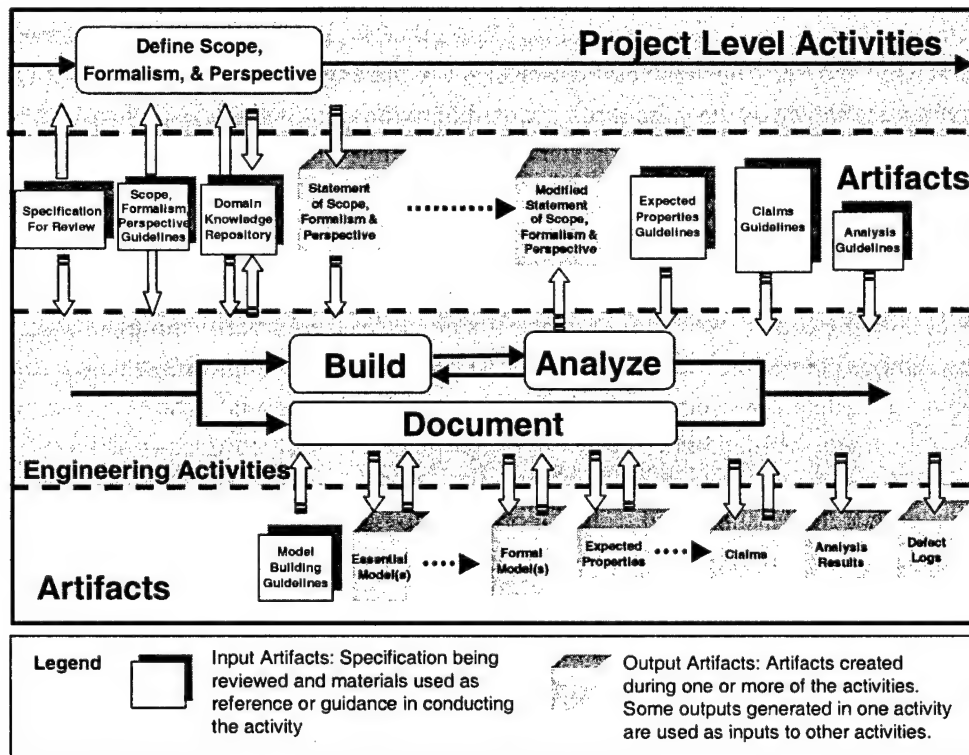 Define Scope,
Formalism, & Perspective
Project Level Activities
Specification
For Review
Scope,
Formalism,
Perspective
Guidelines
Domain
Knowledge
Repository
Statement
of Scope,
Formalism &
Perspective
Modified
Statement
of Scope,
Formalism &
Perspective
Expected
Properties
Guidelines
Claims
Guidelines
Artifacts
Analysis
Guidelines
Build
Analyze
Document
Engineering Activities
Artifacts
Model
Building
Guidelines
Essential
Model(s)
Formal
Model(s)
Expected
Properties
Claims
Analysis
Results
Defect
Logs
Legend
Input Artifacts: Specification being
reviewed and materials used as
reference or guidance in conducting
the activity
Output Artifacts: Artifacts created
during one or more of the activities.
Some outputs generated in one activity
are used as inputs to other activities.